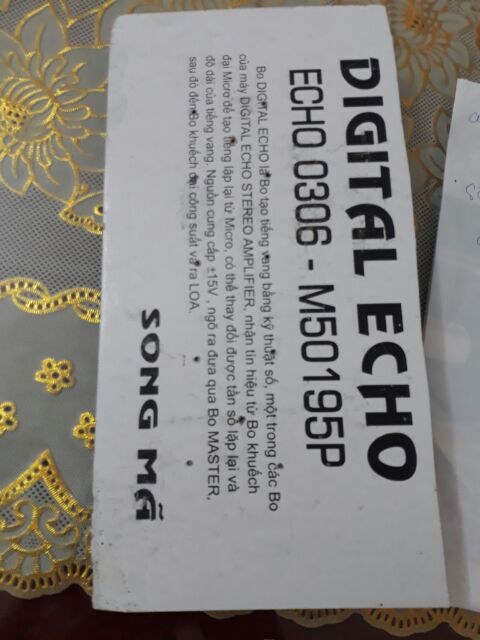 DIGITAL ECHO
ECHO 0306 - M50195P
Bo DIGITAL ECHO là Bo tạo tiếng vang bằng kỹ thuật số, một trong các Bo
của máy DIGITAL ECHO STEREO AMPLIFIER, nhận tín hiệu từ Bo khuếch
đại Micro để tạo tiếng lặp lại từ Micro, có thể thay đổi được tần số lặp lại và
độ dài của tiếng vang. Nguồn cung cấp ±15V , ngõ ra đưa qua Bo MASTER,
sau đó đến Bo khuếch đại công suất và ra LOA.
SONG MÃ